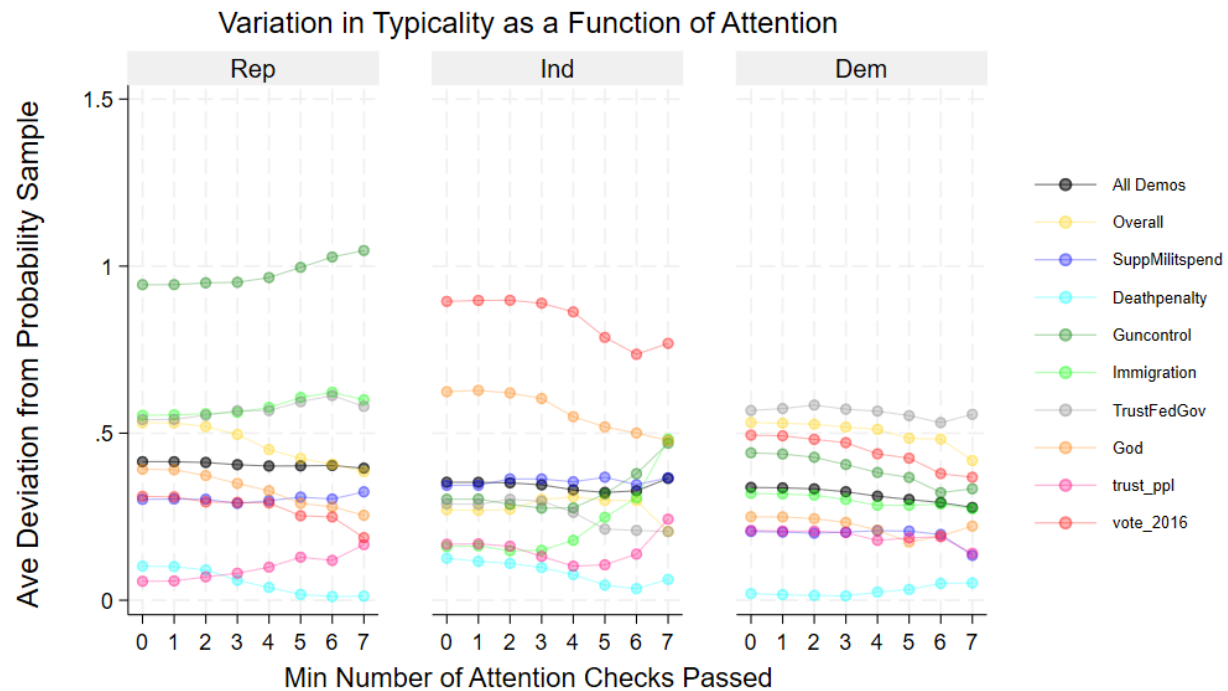 Variation in Typicality as a Function of Attention
Rep Ind Dem
Ave Deviation from Probability Sample
1.5
1
.5
0
0 1 2 3 4 5 6 7 0 1 2 3 4 5 6 7 0 1 2 3 4 5 6 7
Min Number of Attention Checks Passed
All Demos
Overall
SuppMilitspend
Deathpenalty
Guncontrol
Immigration
TrustFedGov
God
trust_ppl
vote_2016